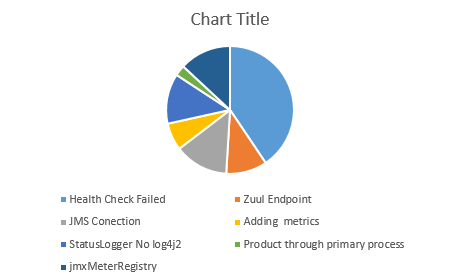 Chart Title
Health Check Failed
Zuul Endpoint
JMS Conection
Adding  metrics
StatusLogger No log4j2
Product through primary process
jmxMeterRegistry